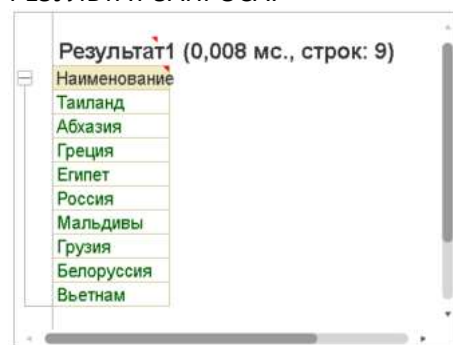 Результат1 (0,008 мс., строк: 9)
Наименование
Таиланд
Абхазия
Греция
Египет
Россия
Мальдивы
Грузия
Белоруссия
Вьетнам